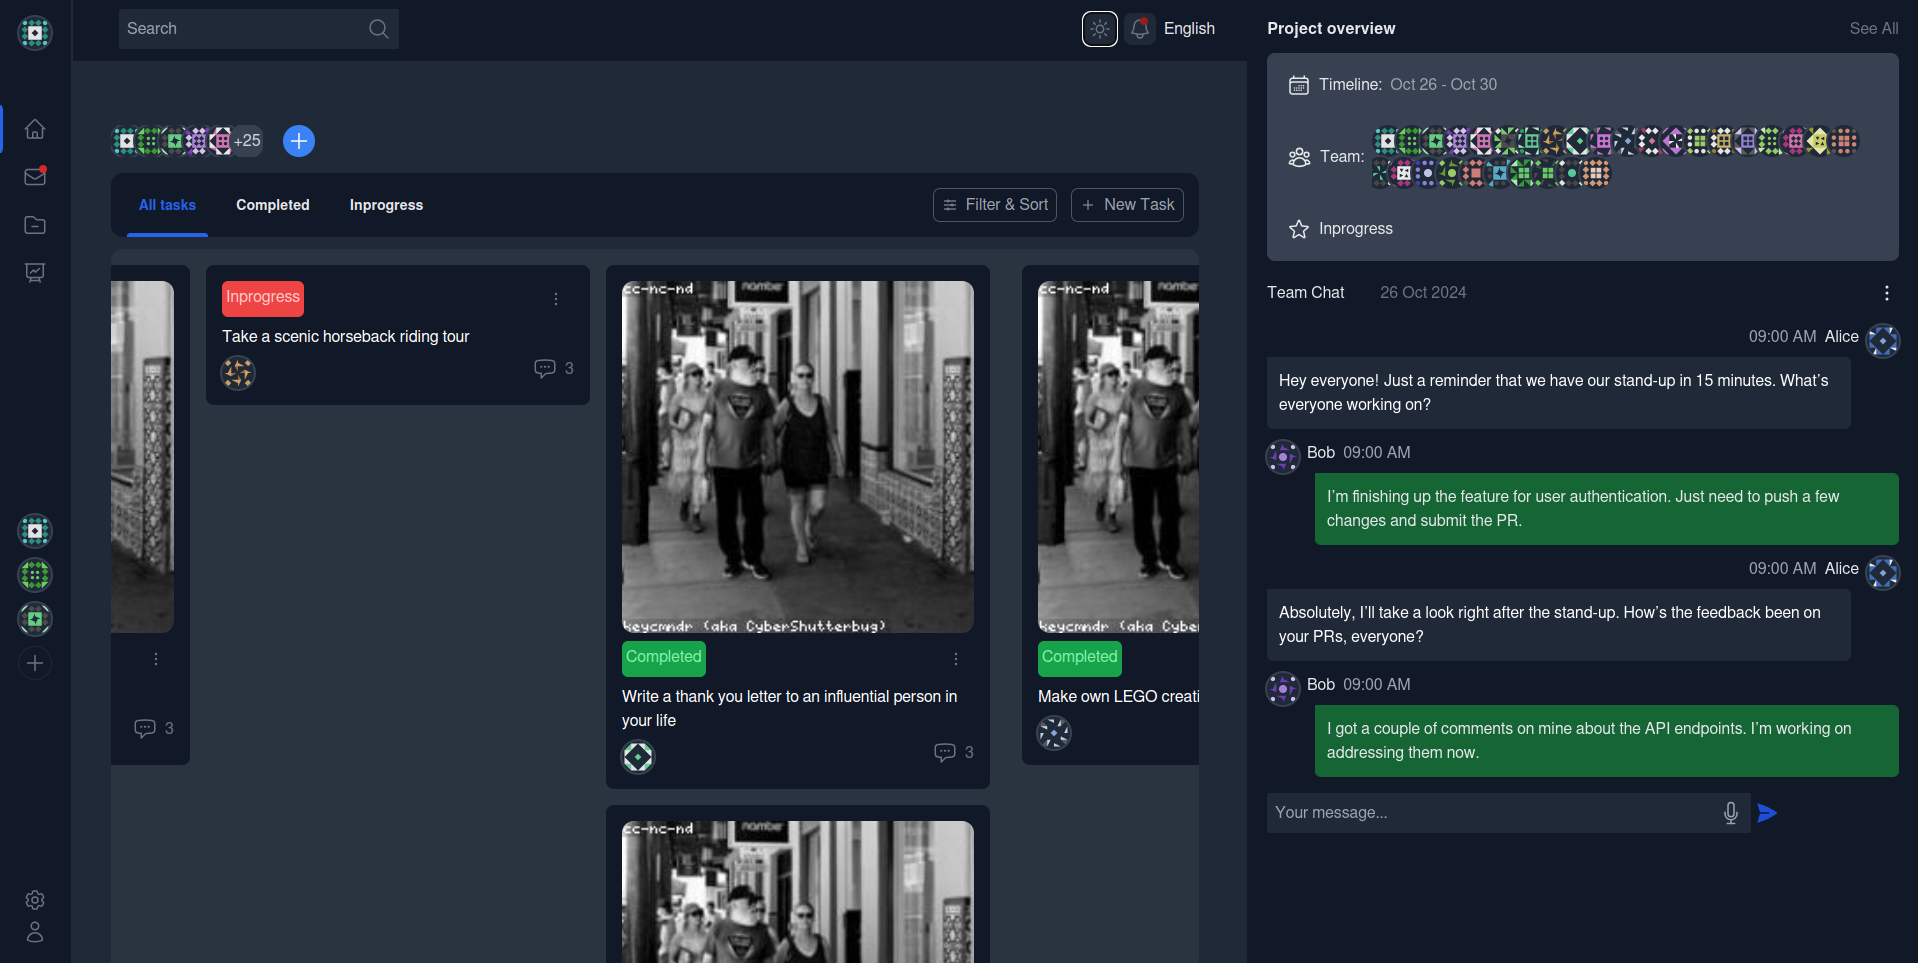 Search
English
+25
All tasks
Completed
Inprogress
Filter & Sort
New Task
3
Inprogress
Take a scenic horseback riding tour
3
cc-nc-nd
nambe
keycmndr (aka CyberShutterbug)
Completed
Write a thank you letter to an influential person in
your life
3
cc-nc-nd
keycmndr (aka Cybe
Completed
Make own LEGO creati
cc-nc-nd
nambe
Project overview
See All
Timeline: Oct 26 - Oct 30
Team:
Inprogress
Team Chat
26 Oct 2024
09:00 AM Alice
Hey everyone! Just a reminder that we have our stand-up in 15 minutes. What's
everyone working on?
Bob 09:00 AM
I'm finishing up the feature for user authentication. Just need to push a few
changes and submit the PR.
09:00 AM Alice
Absolutely, I'll take a look right after the stand-up. How's the feedback been on
your PRs, everyone?
Bob 09:00 AM
I got a couple of comments on mine about the API endpoints. I'm working on
addressing them now.
Your message...